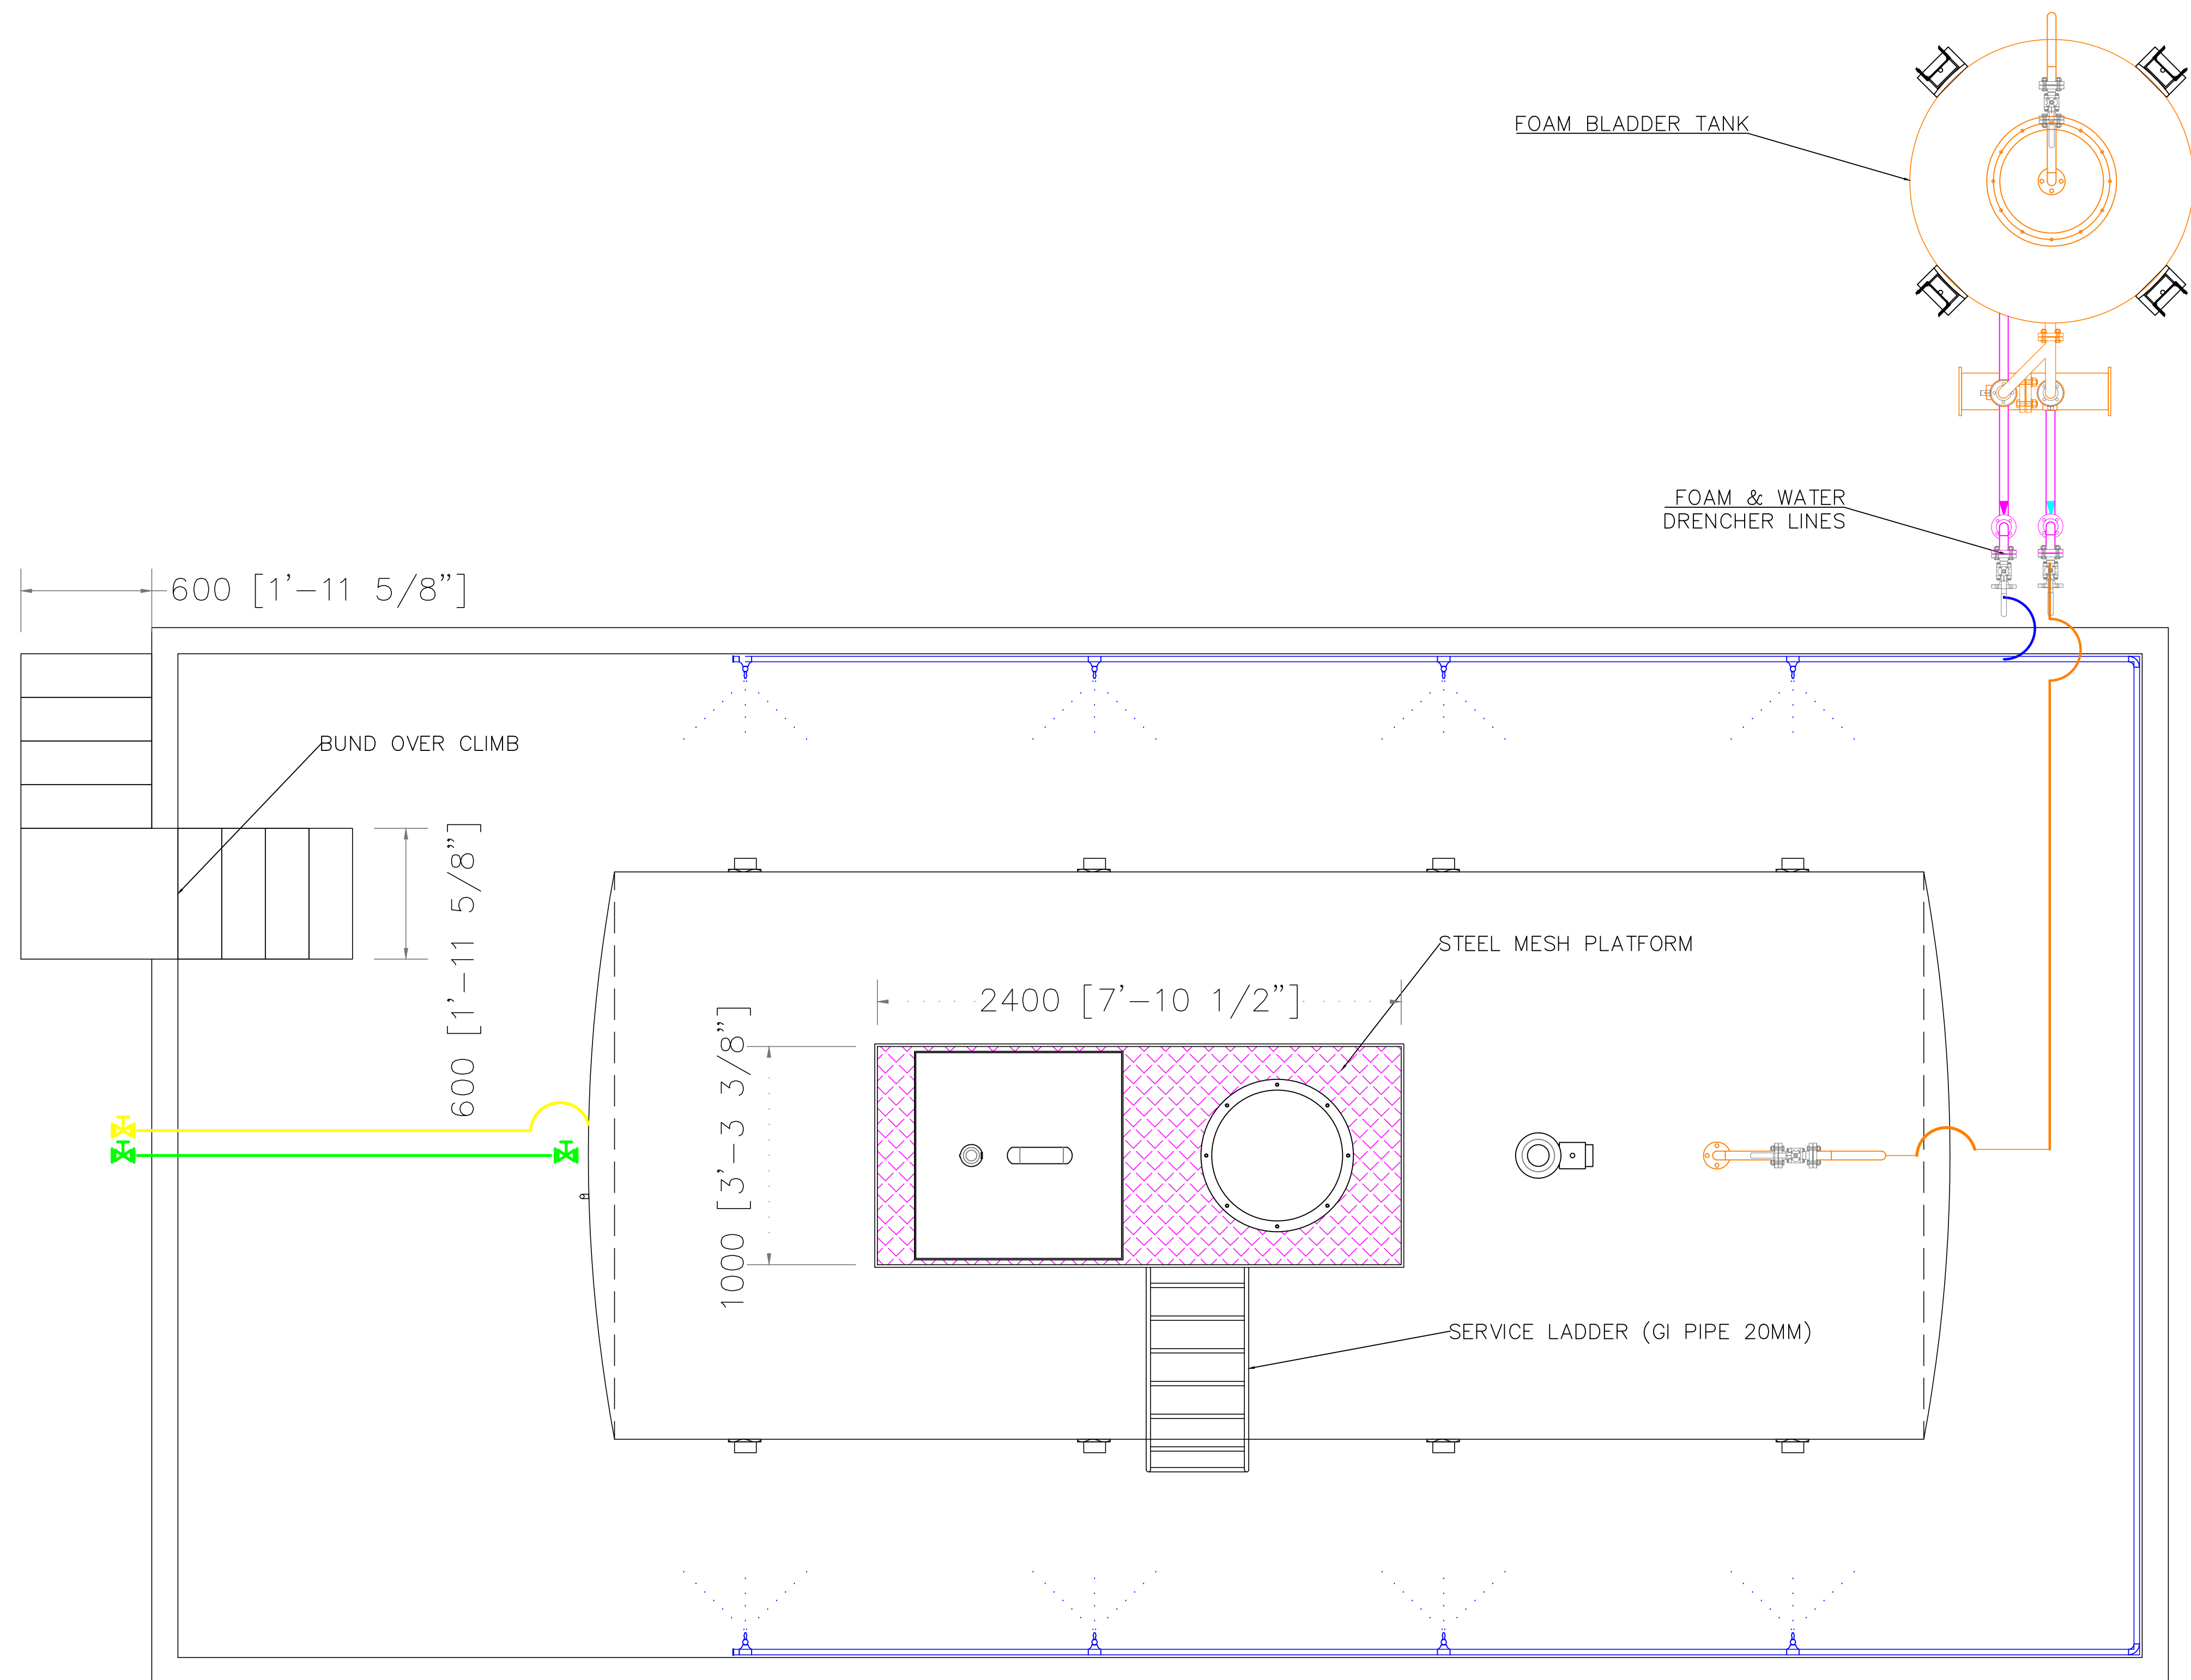 FOAM BLADDER TANK
FOAM & WATER
DRENCHER LINES
600 [1'-11 5/8"]
BUND OVER CLIMB
600 [1'-11 5/8"]
STEEL MESH PLATFORM
2400 [7'-10 1/2"]
1000 [3'-3 3/8"]
SERVICE LADDER (GI PIPE 20MM)